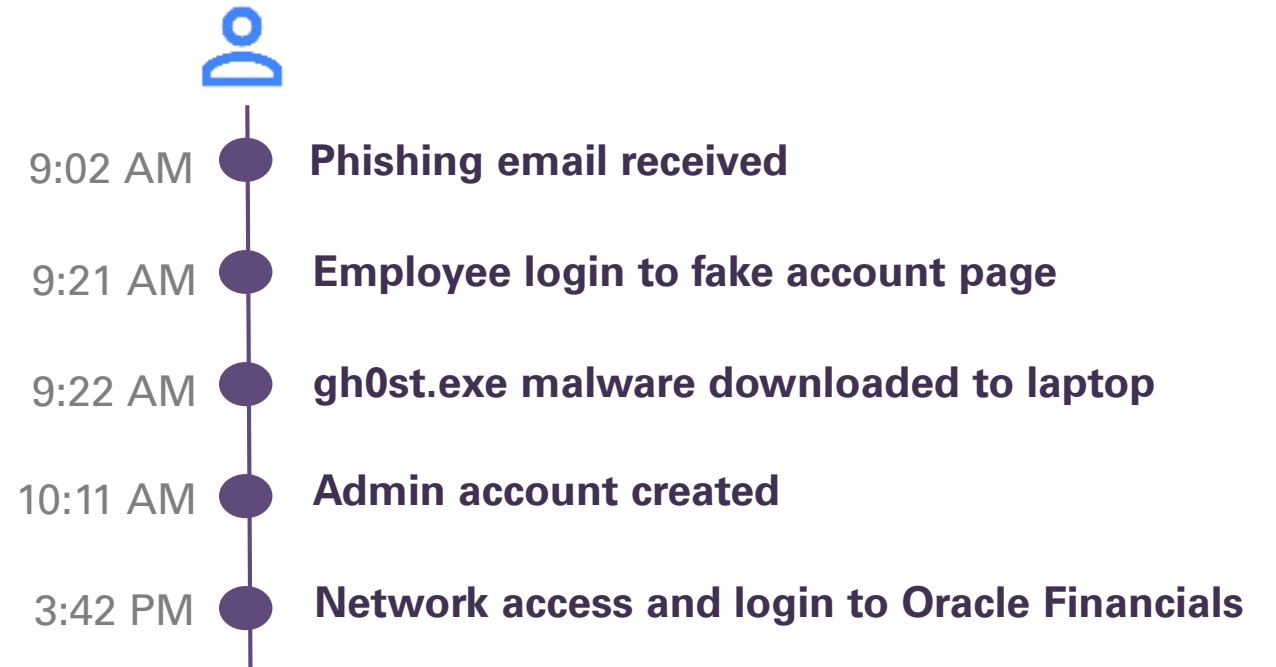 9:02 AM Phishing email received
9:21 AM Employee login to fake account page
9:22 AM gh0st.exe malware downloaded to laptop
10:11 AM Admin account created
3:42 PM Network access and login to Oracle Financials